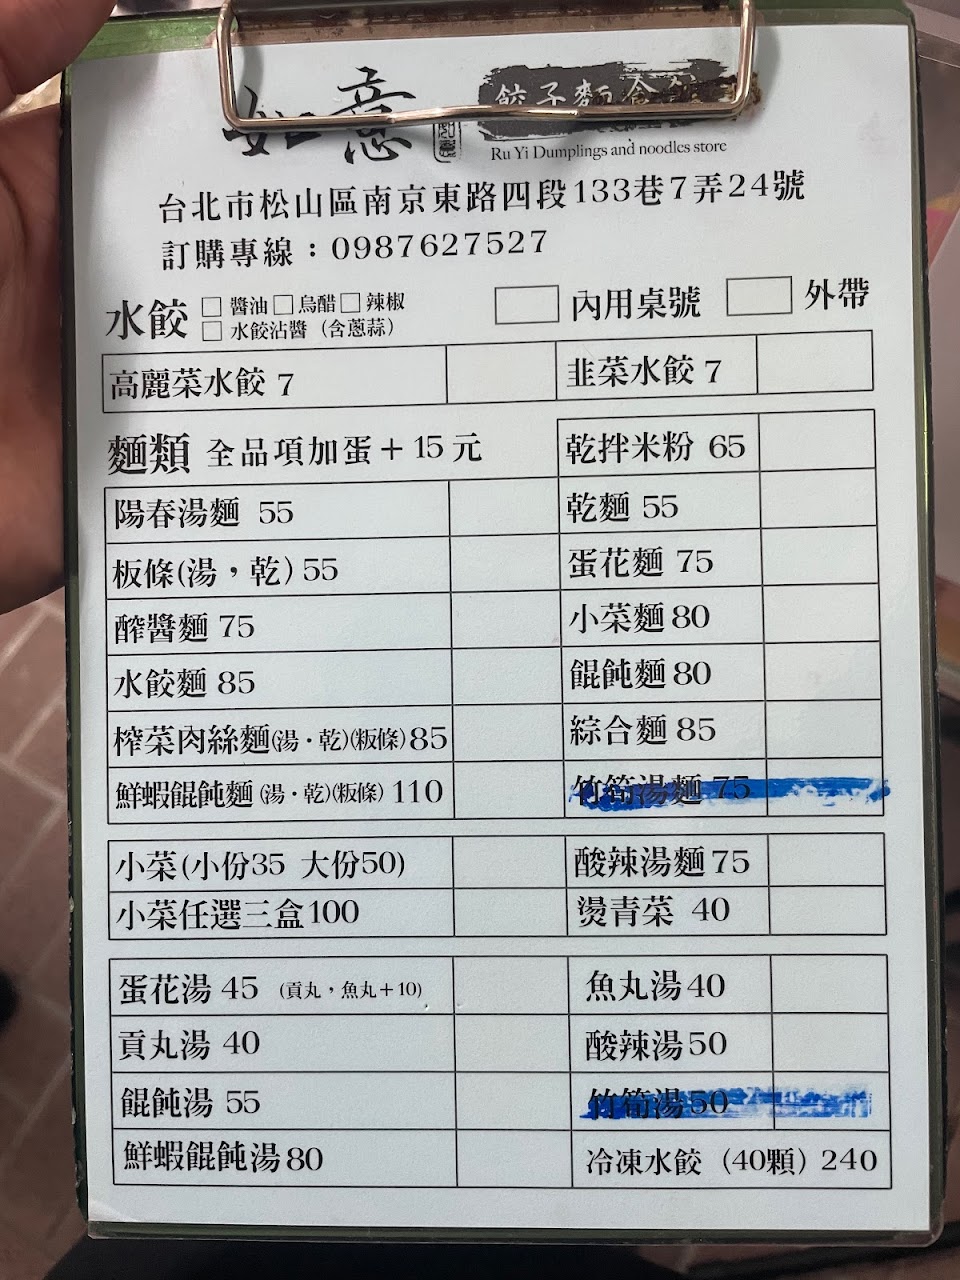 如意 餃子麵食館
Ru Yi Dumplings and noodles store
台北市松山區南京東路四段133巷7弄24號
訂購專線：0987627527
水餃 □ 醬油 □ 烏醋 □ 辣椒
□ 水餃沾醬（含蔥蒜）
內用桌號 外帶
高麗菜水餃 7 韭菜水餃 7
麵類 全品項加蛋＋15元 乾拌米粉 65
陽春湯麵 55 乾麵 55
板條(湯，乾) 55 蛋花麵 75
醡醬麵 75 小菜麵 80
水餃麵 85 餛飩麵 80
榨菜肉絲麵(湯・乾)(粄條) 85 綜合麵 85
鮮蝦餛飩麵(湯・乾)(粄條) 110 竹筍湯麵 75
小菜(小份35 大份50) 酸辣湯麵 75
小菜任選三盒100 燙青菜 40
蛋花湯 45 (貢丸，魚丸+10) 魚丸湯 40
貢丸湯 40 酸辣湯 50
餛飩湯 55 竹筍湯 50
鮮蝦餛飩湯 80 冷凍水餃（40顆）240